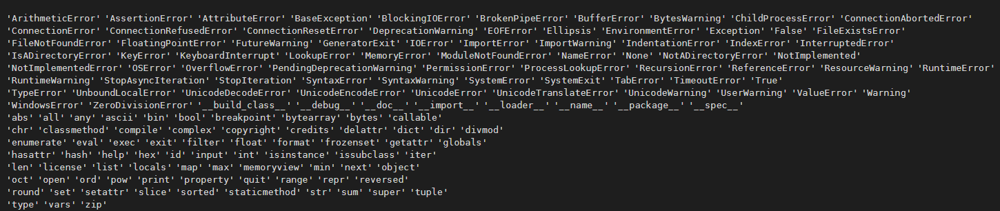 'ArithmeticError' 'AssertionError' 'AttributeError' 'BaseException' 'BlockingIOError' 'BrokenPipeError' 'BufferError' 'BytesWarning' 'ChildProcessError' 'ConnectionAbortedError'
'ConnectionError' 'ConnectionRefusedError' 'ConnectionResetError' 'DeprecationWarning' 'EOFError' 'Ellipsis' 'EnvironmentError' 'Exception' 'False' 'FileExistsError'
'FileNotFoundError' 'FloatingPointError' 'FutureWarning' 'GeneratorExit' 'IOError' 'ImportError' 'ImportWarning' 'IndentationError' 'IndexError' 'InterruptedError'
'IsADirectoryError' 'KeyError' 'KeyboardInterrupt' 'LookupError' 'MemoryError' 'ModuleNotFoundError' 'NameError' 'None' 'NotADirectoryError' 'NotImplemented'
'NotImplementedError' 'OSError' 'OverflowError' 'PendingDeprecationWarning' 'PermissionError' 'ProcessLookupError' 'RecursionError' 'ReferenceError' 'ResourceWarning' 'RuntimeError'
'RuntimeWarning' 'StopAsyncIteration' 'StopIteration' 'SyntaxError' 'SyntaxWarning' 'SystemError' 'SystemExit' 'TabError' 'TimeoutError' 'True'
'TypeError' 'UnboundLocalError' 'UnicodeDecodeError' 'UnicodeEncodeError' 'UnicodeError' 'UnicodeTranslateError' 'UnicodeWarning' 'UserWarning' 'ValueError' 'Warning'
'WindowsError' 'ZeroDivisionError' '__build_class__' '__debug__' '__doc__' '__import__' '__loader__' '__name__' '__package__' '__spec__'
'abs' 'all' 'any' 'ascii' 'bin' 'bool' 'breakpoint' 'bytearray' 'bytes' 'callable'
'chr' 'classmethod' 'compile' 'complex' 'copyright' 'credits' 'delattr' 'dict' 'dir' 'divmod'
'enumerate' 'eval' 'exec' 'exit' 'filter' 'float' 'format' 'frozenset' 'getattr' 'globals'
'hasattr' 'hash' 'help' 'hex' 'id' 'input' 'int' 'isinstance' 'issubclass' 'iter'
'len' 'license' 'list' 'locals' 'map' 'max' 'memoryview' 'min' 'next' 'object'
'oct' 'open' 'ord' 'pow' 'print' 'property' 'quit' 'range' 'repr' 'reversed'
'round' 'set' 'setattr' 'slice' 'sorted' 'staticmethod' 'str' 'sum' 'super' 'tuple'
'type' 'vars' 'zip'